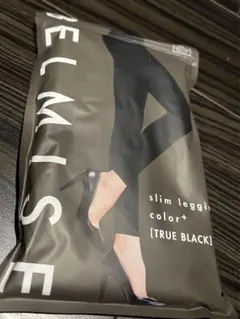 BELMISE
slim leggi
color+
[TRUE BLACK]